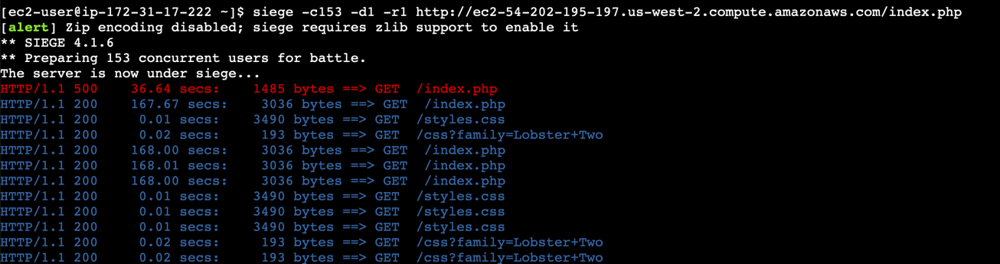 [ec2-user@ip-172-31-17-222 ~]$ siege -c153 -d1 -r1 http://ec2-54-202-195-197.us-west-2.compute.amazonaws.com/index.php
[alert] Zip encoding disabled; siege requires zlib support to enable it
** SIEGE 4.1.6
** Preparing 153 concurrent users for battle.
The server is now under siege...
HTTP/1.1 500    36.64 secs:    1485 bytes ==> GET  /index.php
HTTP/1.1 200    167.67 secs:    3036 bytes ==> GET  /index.php
HTTP/1.1 200     0.01 secs:    3490 bytes ==> GET  /styles.css
HTTP/1.1 200     0.02 secs:     193 bytes ==> GET  /css?family=Lobster+Two
HTTP/1.1 200    168.00 secs:    3036 bytes ==> GET  /index.php
HTTP/1.1 200    168.01 secs:    3036 bytes ==> GET  /index.php
HTTP/1.1 200    168.00 secs:    3036 bytes ==> GET  /index.php
HTTP/1.1 200     0.01 secs:    3490 bytes ==> GET  /styles.css
HTTP/1.1 200     0.01 secs:    3490 bytes ==> GET  /styles.css
HTTP/1.1 200     0.01 secs:    3490 bytes ==> GET  /styles.css
HTTP/1.1 200     0.02 secs:     193 bytes ==> GET  /css?family=Lobster+Two
HTTP/1.1 200     0.02 secs:     193 bytes ==> GET  /css?family=Lobster+Two